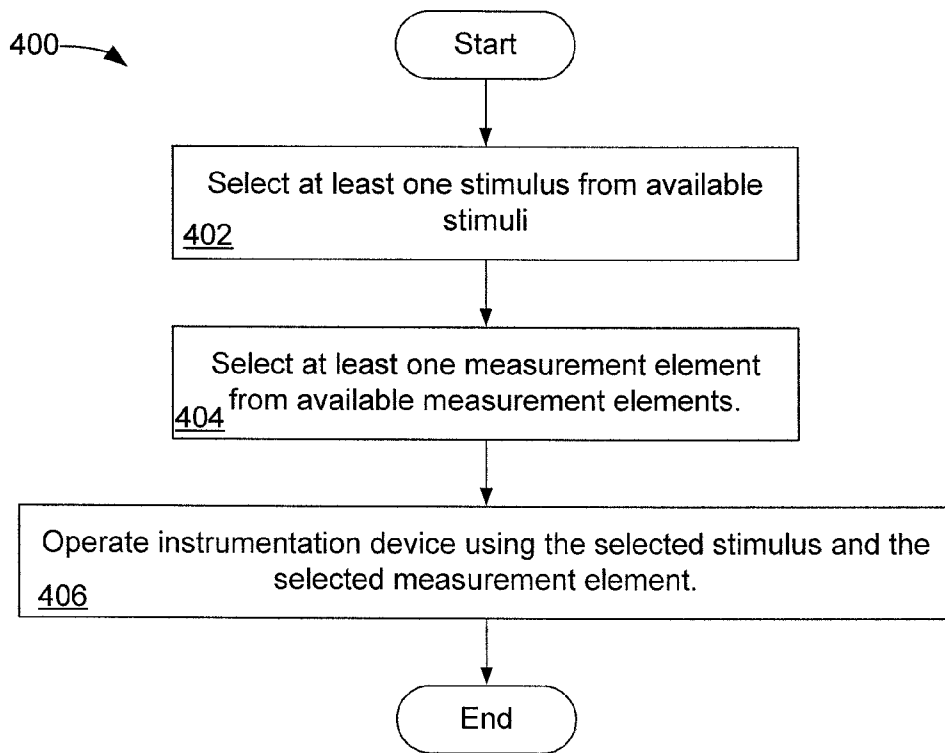 400
Start
Select at least one stimulus from available
stimuli
402
Select at least one measurement element
from available measurement elements.
404
Operate instrumentation device using the selected stimulus and the
selected measurement element.
406
End